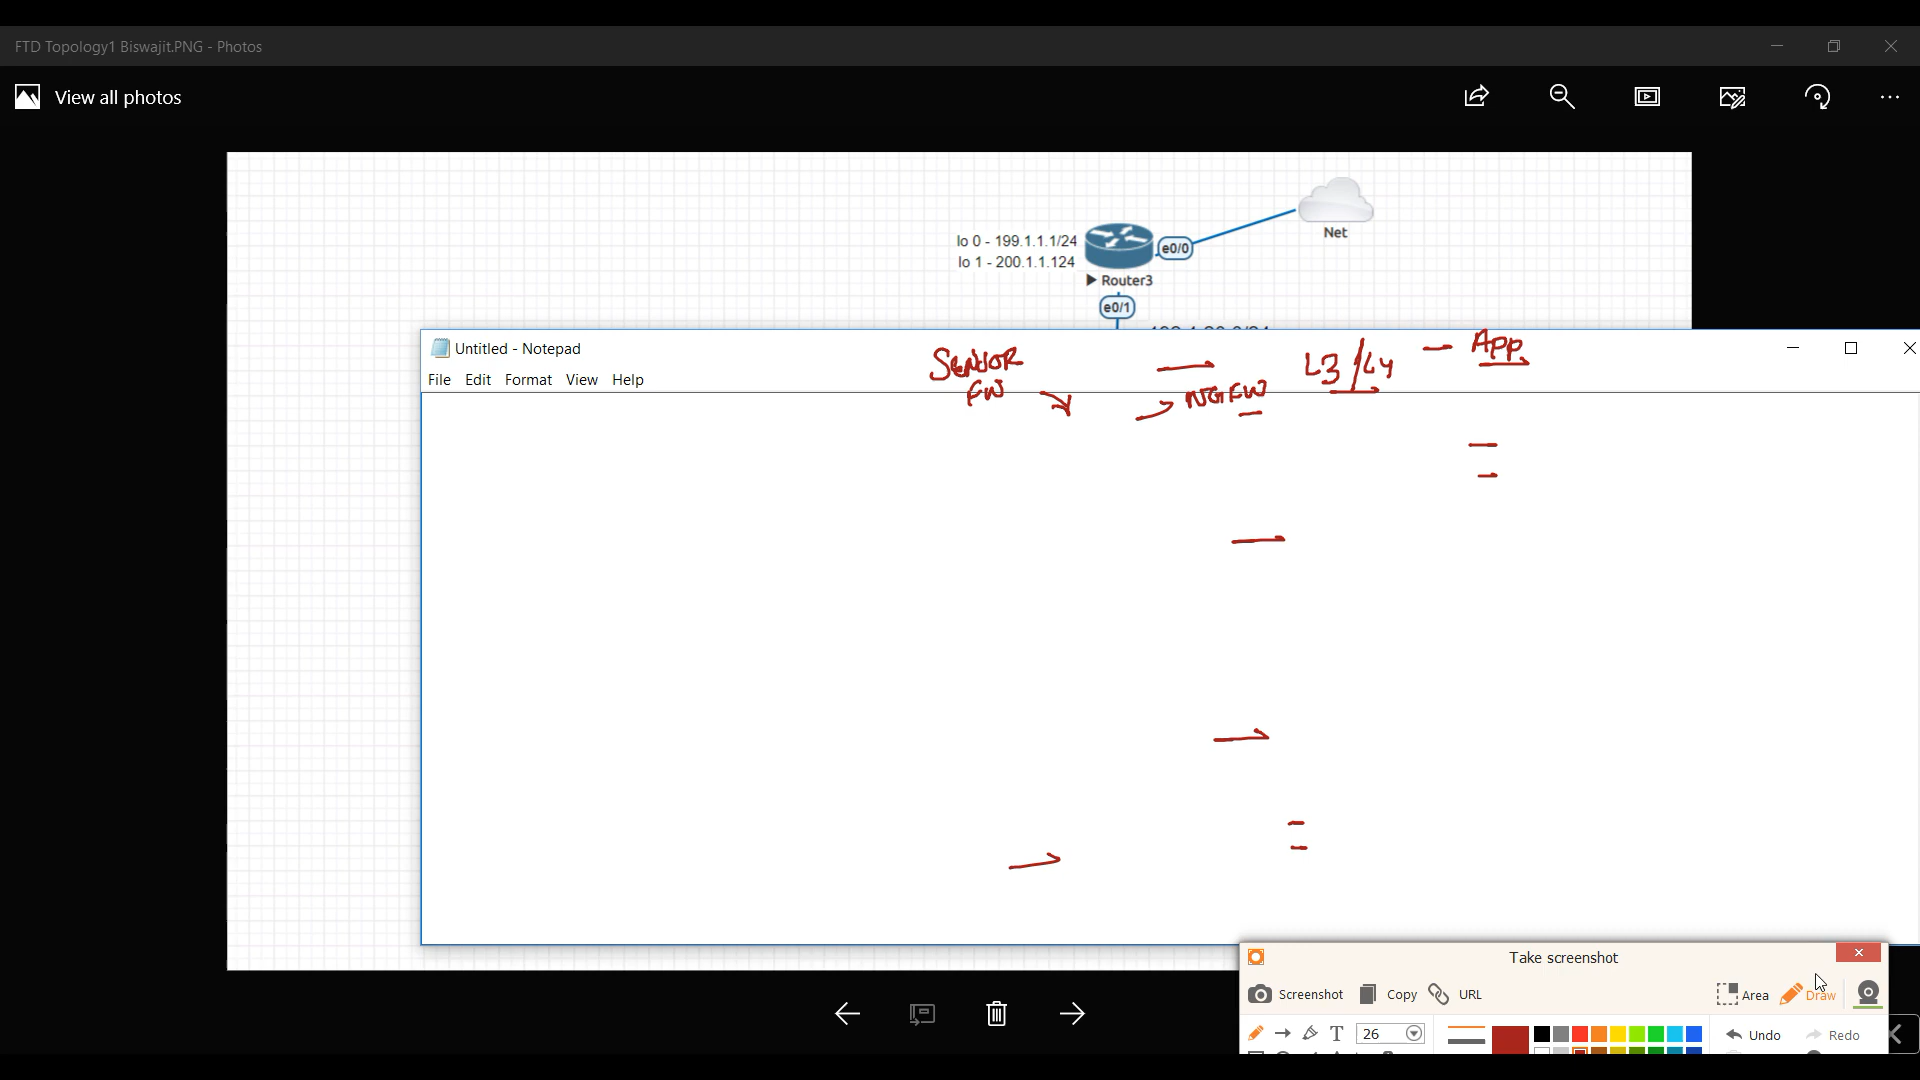 FTD Topology1 Biswajit.PNG - Photos
View all photos
Net
lo 0 - 199.1.1.1/24
e0/0
lo 1 - 200.1.1.124
Router3
e0/1
Untitled - Notepad
File Edit Format View Help
SENSOR
FW
NGFW
L3/L4
App
Take screenshot
Screenshot Copy URL Area Draw
T 26 Undo Redo